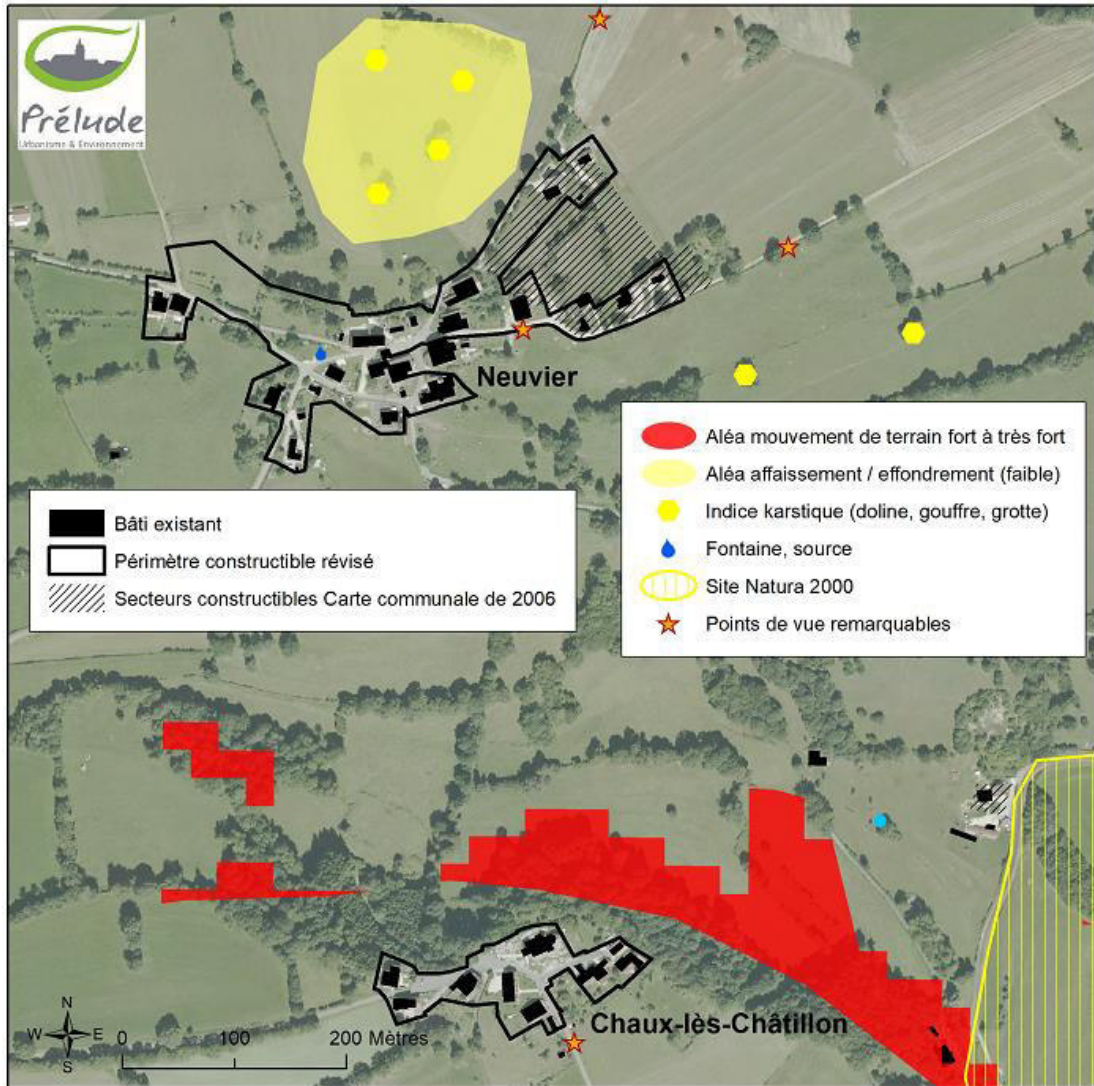 Prélude
Urbanisme & Environnement
Neuvier
Aléa mouvement de terrain fort à très fort
Aléa affaissement / effondrement (faible)
Indice karstique (doline, gouffre, grotte)
Fontaine, source
Site Natura 2000
Points de vue remarquables
Bâti existant
Périmètre constructible révisé
Secteurs constructibles Carte communale de 2006
Chaux-lès-Châtillon
N
W E
S
0 100 200 Mètres